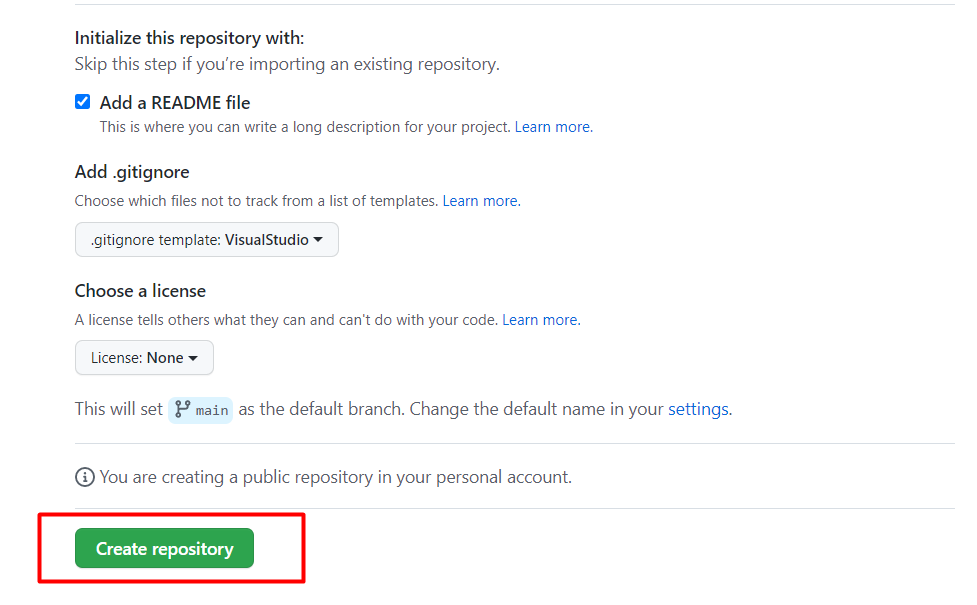 Initialize this repository with:
Skip this step if you’re importing an existing repository.
Add a README file
This is where you can write a long description for your project. Learn more.
Add .gitignore
Choose which files not to track from a list of templates. Learn more.
.gitignore template: VisualStudio
Choose a license
A license tells others what they can and can't do with your code. Learn more.
License: None
This will set main as the default branch. Change the default name in your settings.
You are creating a public repository in your personal account.
Create repository